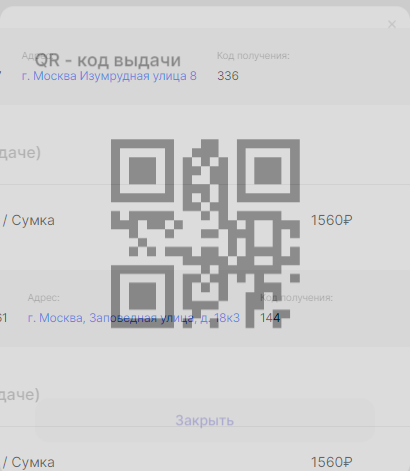 ×
Адрес: Код получения:
QR - код выдачи
г. Москва Изумрудная улица 8 336
даче)
/ Сумка 1560₽
Адрес: Код получения:
61 г. Москва, Заповедная улица, д. 18к3 144
даче)
Закрыть
/ Сумка 1560₽